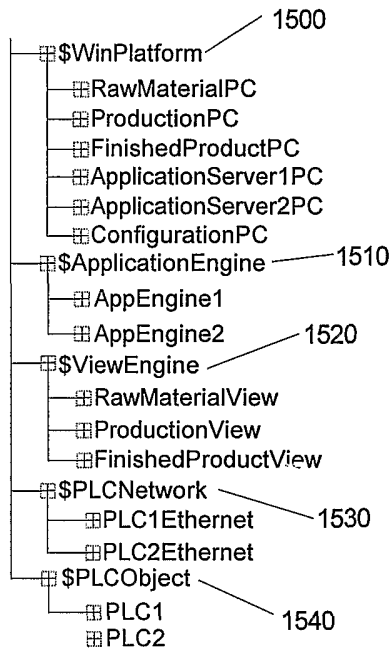 1500
$WinPlatform
RawMaterialPC
ProductionPC
FinishedProductPC
ApplicationServer1PC
ApplicationServer2PC
ConfigurationPC
$ApplicationEngine
1510
AppEngine1
AppEngine2
1520
$ViewEngine
RawMaterialView
ProductionView
FinishedProductView
$PLCNetwork
PLC1Ethernet
1530
PLC2Ethernet
$PLCObject
PLC1
1540
PLC2